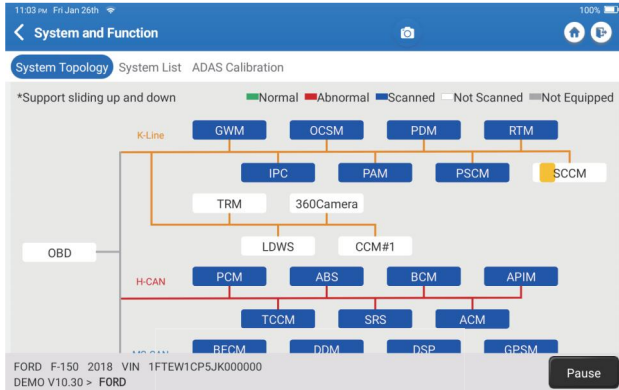 11:03 PM Fri Jan 26th 100%
System and Function
System Topology System List ADAS Calibration
*Support sliding up and down Normal Abnormal Scanned Not Scanned Not Equipped
K-Line GWM OCSM PDM RTM
IPC PAM PSCM SCCM
TRM 360Camera
OBD LDWS CCM#1
H-CAN PCM ABS BCM APIM
TCCM SRS ACM
MS-CAN BECM DDM DSP GPSM
FORD F-150 2018 VIN 1FTEW1CP5JK000000
DEMO V10.30 > FORD
Pause